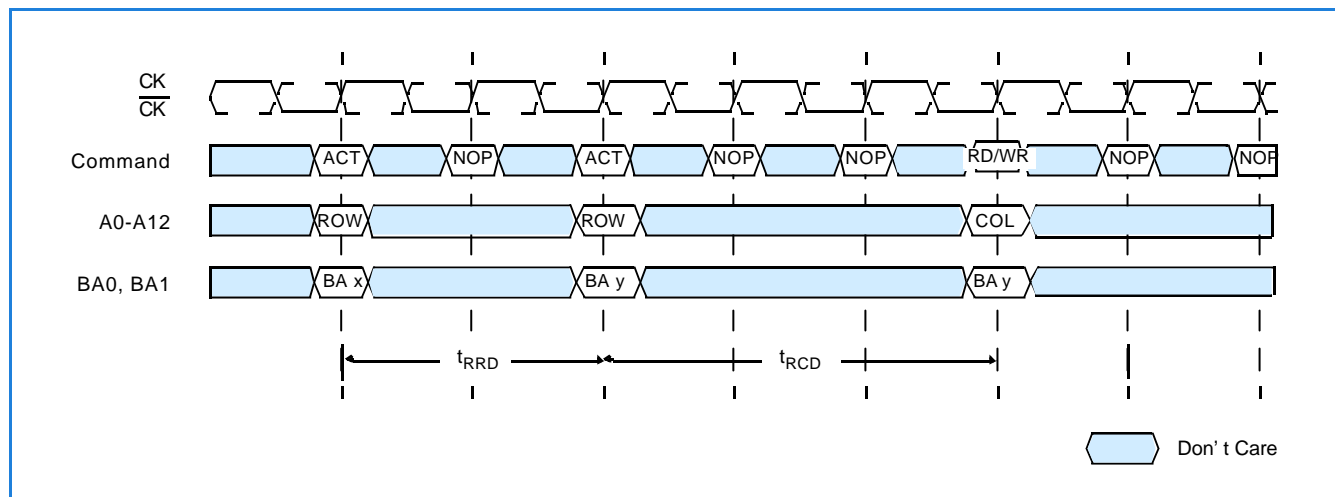 CK
CK
Command ACT NOP ACT NOP NOP RD/WR NOP NOP
A0-A12 ROW ROW COL
BA0, BA1 BA x BA y BA y
tRRD tRCD
Don' t Care